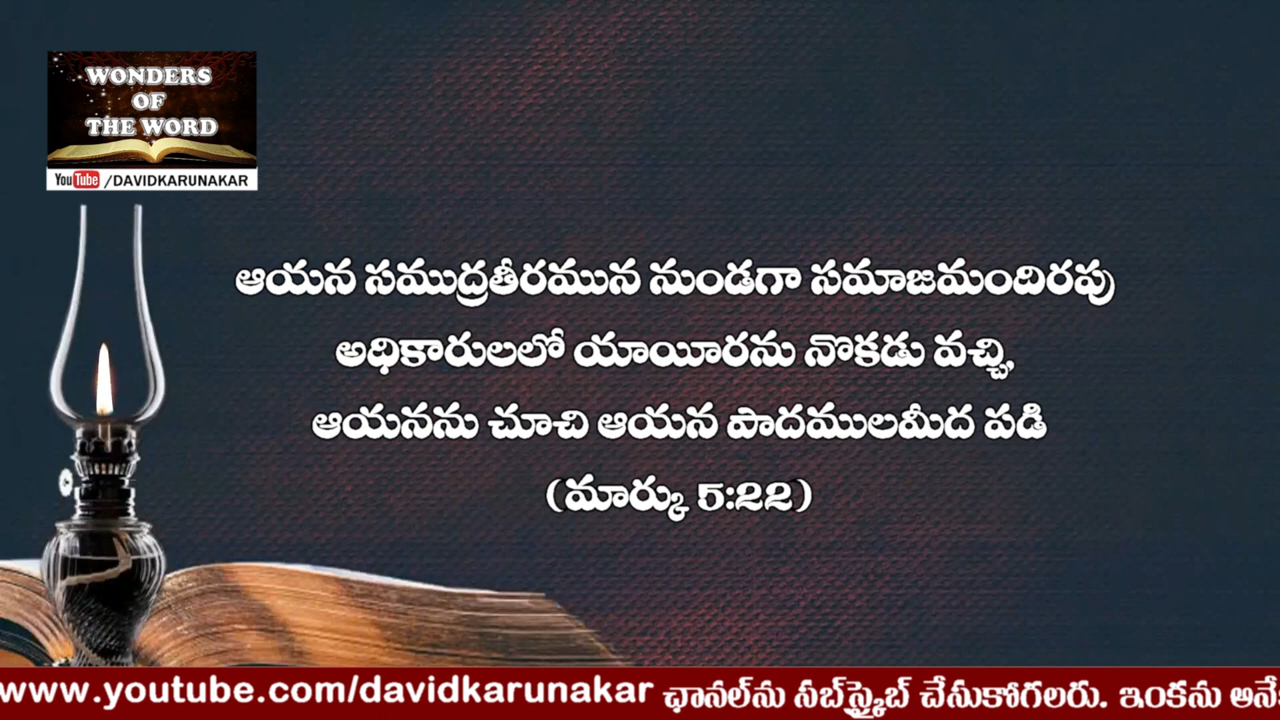 WONDERS
OF
THE WORD
YouTube /DAVIDKARUNAKAR
ఆయన సముద్రతీరమున నుండగా సమాజమందిరపు
అధికారులలో యాయీరను నొకడు వచ్చి,
ఆయనను చూచి ఆయన పాదములమీద పడి
(మార్కు 5:22)
www.youtube.com/davidkarunakar ఛానల్‌ను సబ్‌స్క్రైబ్ చేసుకోగలరు. ఇంకను